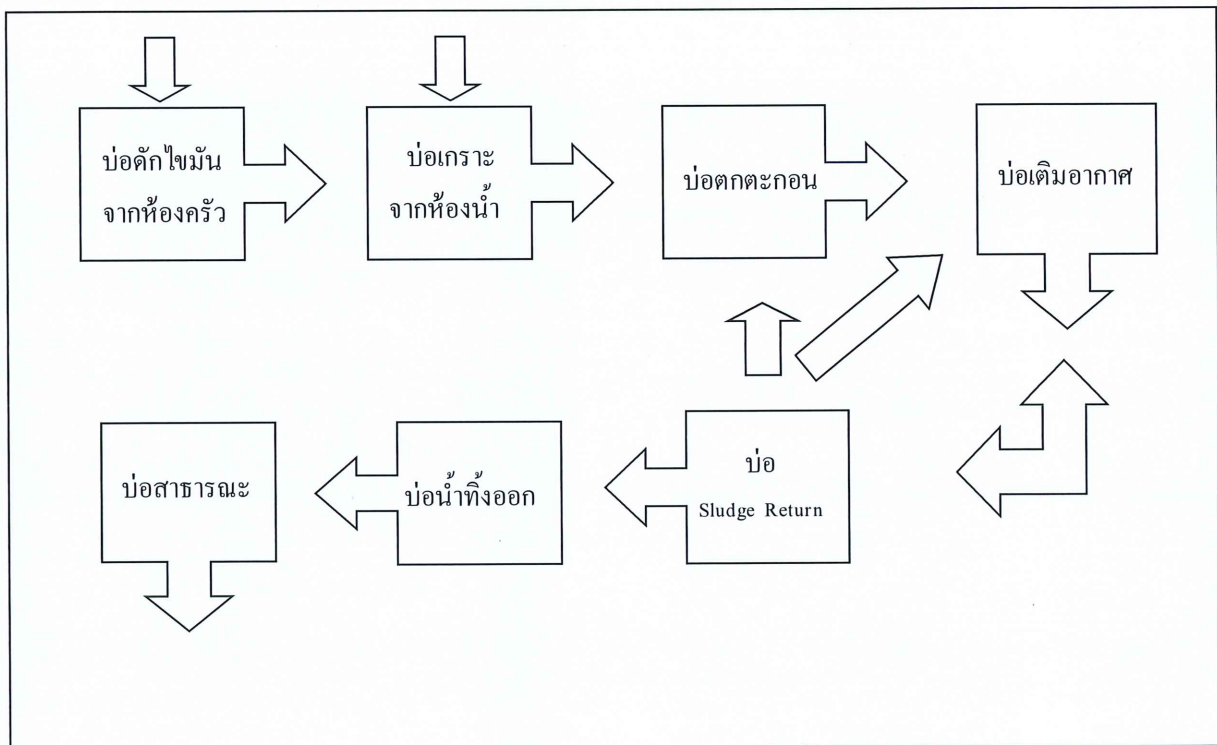 บ่อดักไขมัน
จากห้องครัว
บ่อเกราะ
จากห้องน้ำ
บ่อตกตะกอน
บ่อเติมอากาศ
บ่อสาธารณะ
บ่อน้ำทิ้งออก
บ่อ
Sludge Return